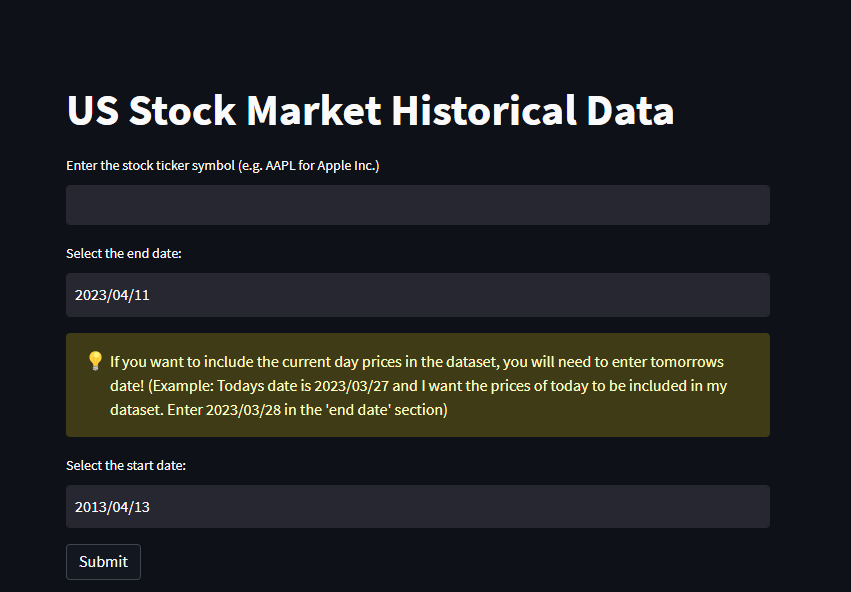 US Stock Market Historical Data
Enter the stock ticker symbol (e.g. AAPL for Apple Inc.)
Select the end date:
2023/04/11
If you want to include the current day prices in the dataset, you will need to enter tomorrows
date! (Example: Todays date is 2023/03/27 and I want the prices of today to be included in my
dataset. Enter 2023/03/28 in the 'end date' section)
Select the start date:
2013/04/13
Submit